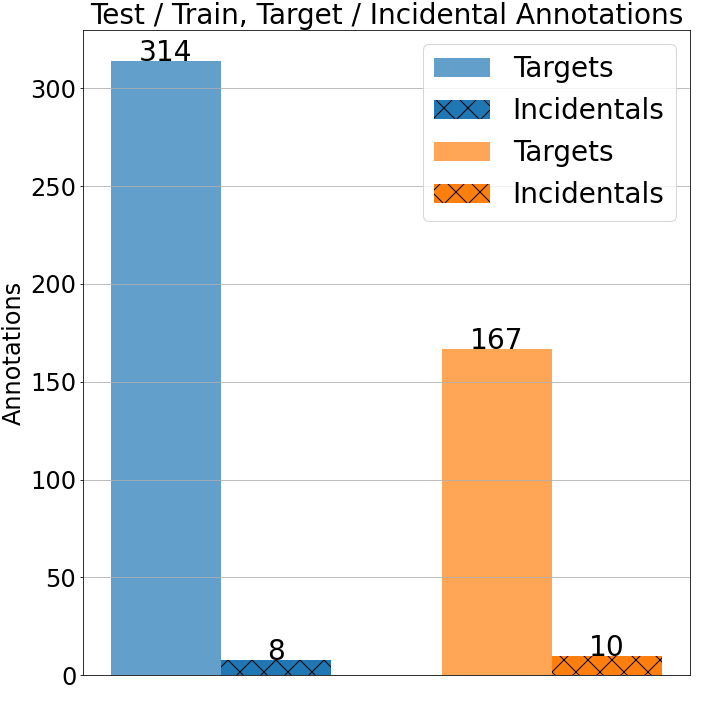 Test / Train, Target / Incidental Annotations
314
Targets
Incidentals
Targets
Incidentals
300
250
200
167
150
100
50
8
10
0
Annotations